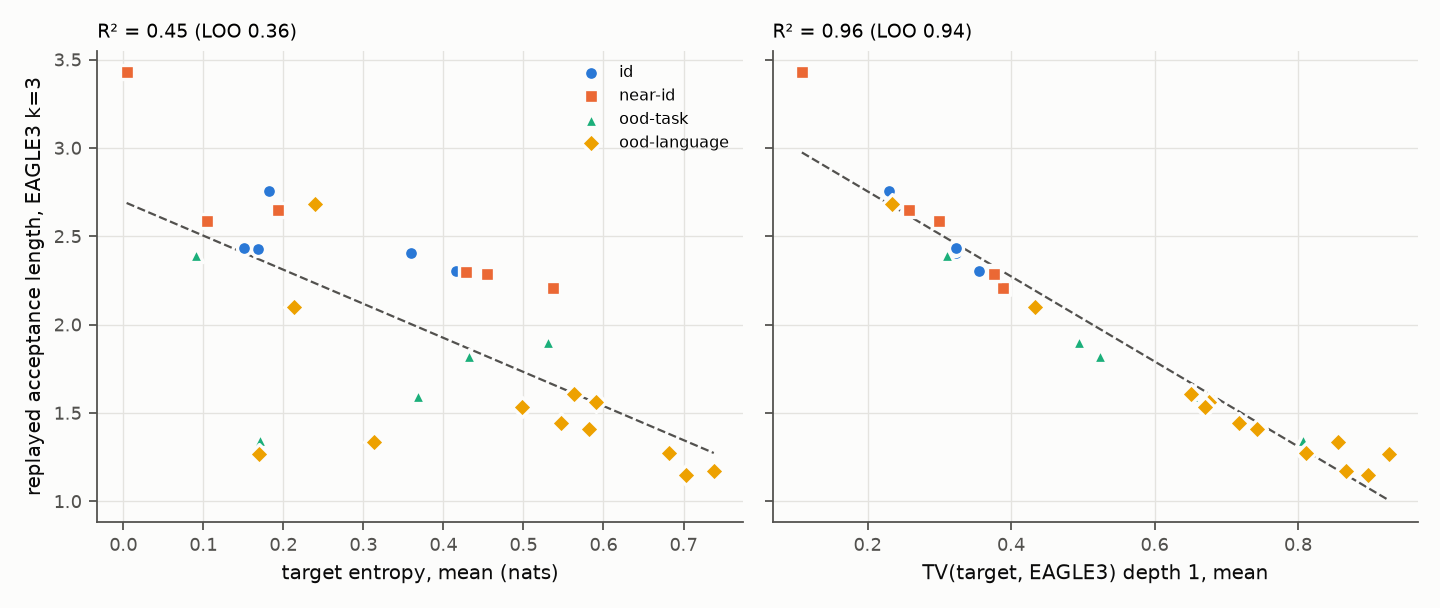 R² = 0.45 (LOO 0.36)
R² = 0.96 (LOO 0.94)
replayed acceptance length, EAGLE3 k=3
3.5
3.0
2.5
2.0
1.5
1.0
id
near-id
ood-task
ood-language
0.0 0.1 0.2 0.3 0.4 0.5 0.6 0.7
target entropy, mean (nats)
0.2 0.4 0.6 0.8
TV(target, EAGLE3) depth 1, mean